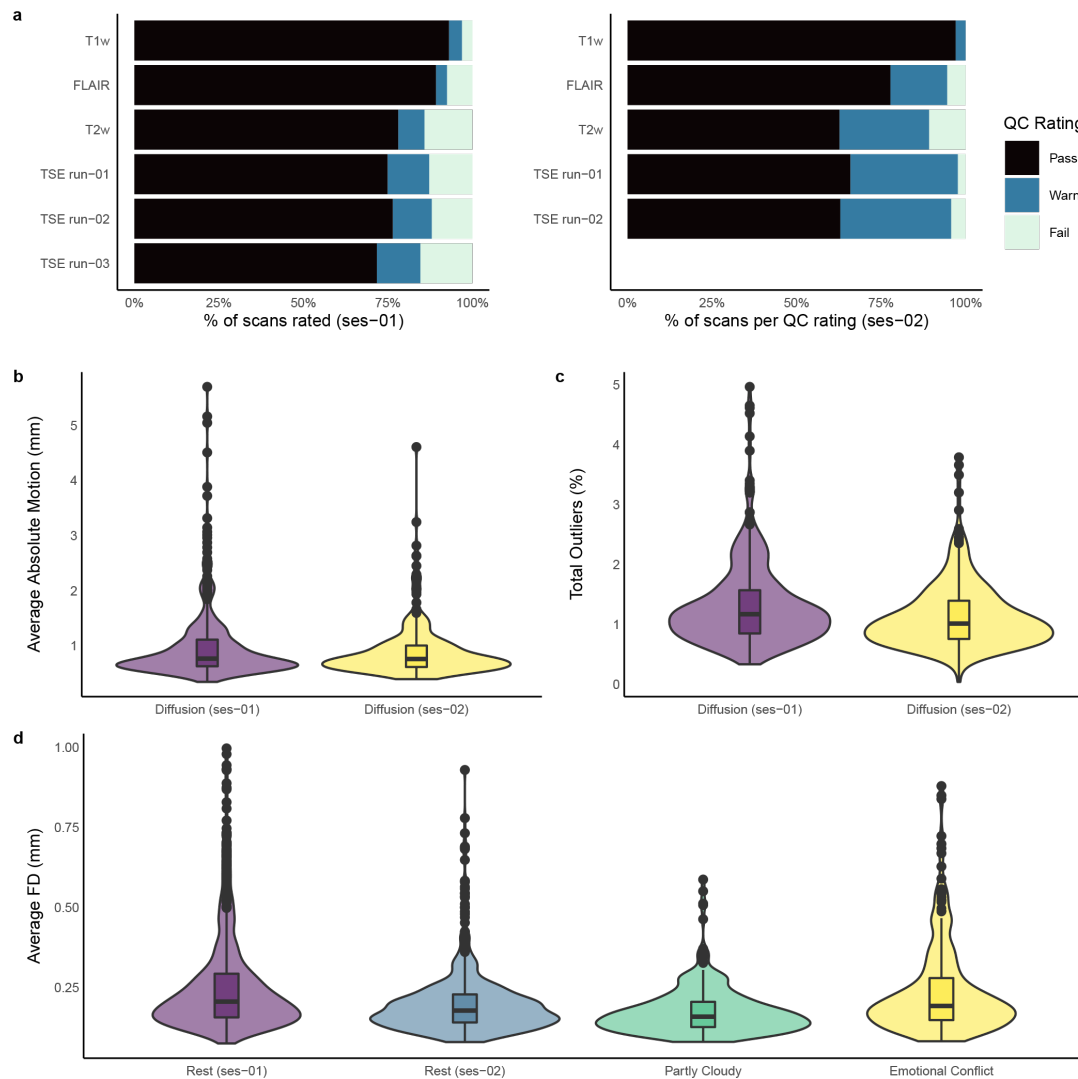 a
T1w
FLAIR
T2w
TSE run−01
TSE run−02
TSE run−03
0% 25% 50% 75% 100%
% of scans rated (ses−01)
T1w
FLAIR
T2w
TSE run−01
TSE run−02
0% 25% 50% 75% 100%
% of scans per QC rating (ses−02)
QC Rating
Pass
Warn
Fail
b
Average Absolute Motion (mm)
5
4
3
2
1
Diffusion (ses−01) Diffusion (ses−02)
c
Total Outliers (%)
5
4
3
2
1
0
Diffusion (ses−01) Diffusion (ses−02)
d
Average FD (mm)
1.00
0.75
0.50
0.25
Rest (ses−01) Rest (ses−02) Partly Cloudy Emotional Conflict